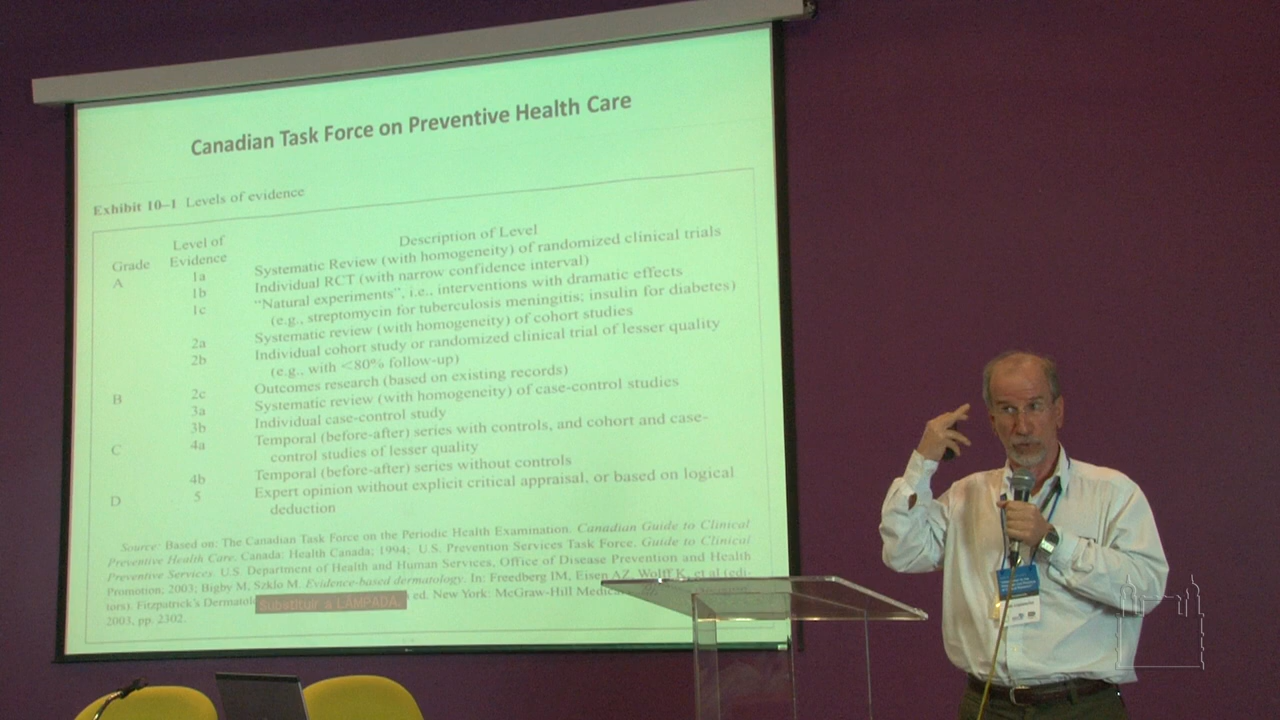 Canadian Task Force on Preventive Health Care
Exhibit 10–1 Levels of evidence
Grade Level of Evidence Description of Level
A 1a Systematic Review (with homogeneity) of randomized clinical trials
1b Individual RCT (with narrow confidence interval)
1c "Natural experiments", i.e., interventions with dramatic effects
(e.g., streptomycin for tuberculosis meningitis; insulin for diabetes)
2a Systematic review (with homogeneity) of cohort studies
2b Individual cohort study or randomized clinical trial of lesser quality
(e.g., with <80% follow-up)
B 2c Outcomes research (based on existing records)
3a Systematic review (with homogeneity) of case-control studies
3b Individual case-control study
C 4a Temporal (before-after) series with controls, and cohort and case-
control studies of lesser quality
4b Temporal (before-after) series without controls
D 5 Expert opinion without explicit critical appraisal, or based on logical
deduction
Source: Based on: The Canadian Task Force on the Periodic Health Examination. Canadian Guide to Clinical
Preventive Health Care. Canada: Health Canada; 1994; U.S. Prevention Services Task Force. Guide to Clinical
Preventive Services. U.S. Department of Health and Human Services, Office of Disease Prevention and Health
Promotion, 2003; Bigby M, Szklo M. Evidence-based dermatology. In: Freedberg IM, Eisen AZ, Wolff K, et al (edi-
tors). Fitzpatrick's Dermatol ed. New York: McGraw-Hill
Substituir a LÂMPADA.
2003, pp. 2302.